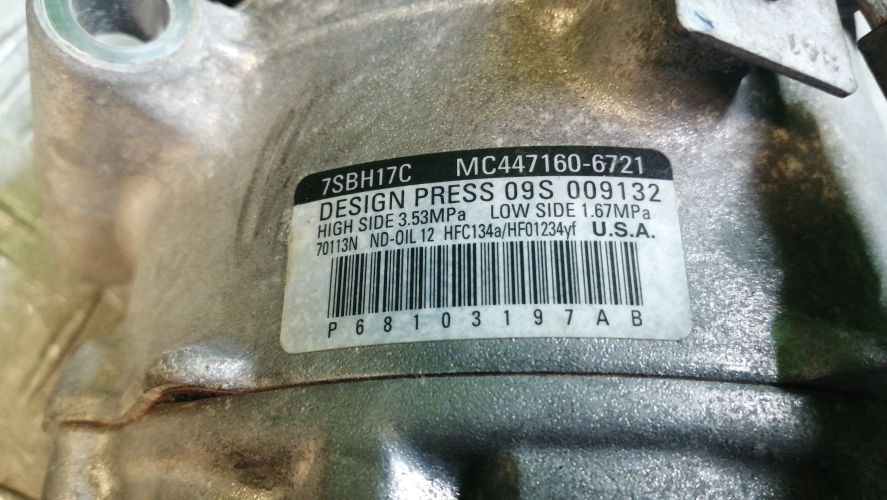 198
7SBH17C MC447160-6721
DESIGN PRESS 09S 009132
HIGH SIDE 3.53MPa LOW SIDE 1.67MPa
70113N ND-OIL 12 HFC134a/HF01234yf U.S.A.
P68103197AB